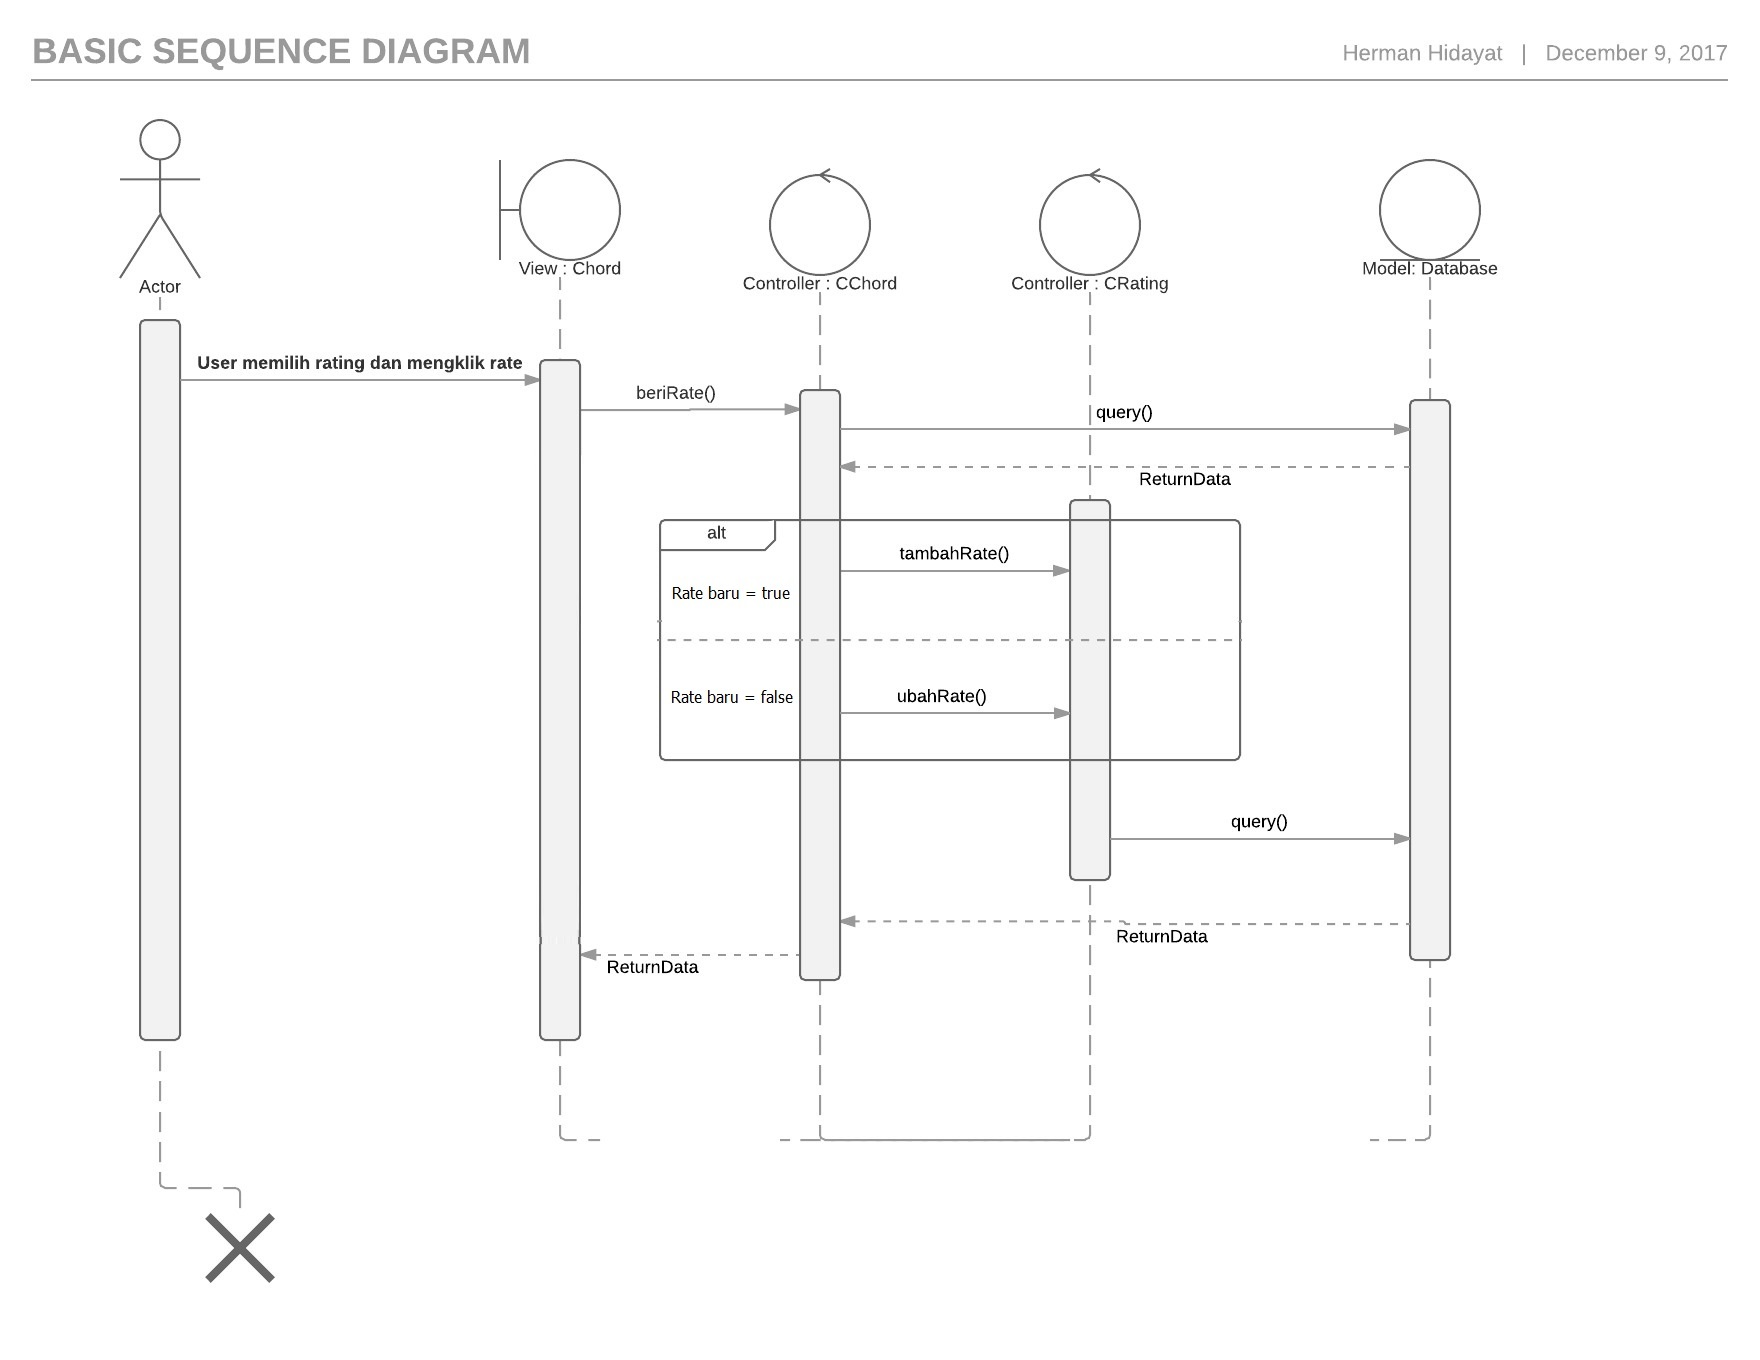 BASIC SEQUENCE DIAGRAM
Herman Hidayat | December 9, 2017
Actor
View : Chord
Controller : CChord
Controller : CRating
Model: Database
User memilih rating dan mengklik rate
beriRate()
query()
ReturnData
alt
tambahRate()
Rate baru = true
Rate baru = false
ubahRate()
query()
ReturnData
ReturnData